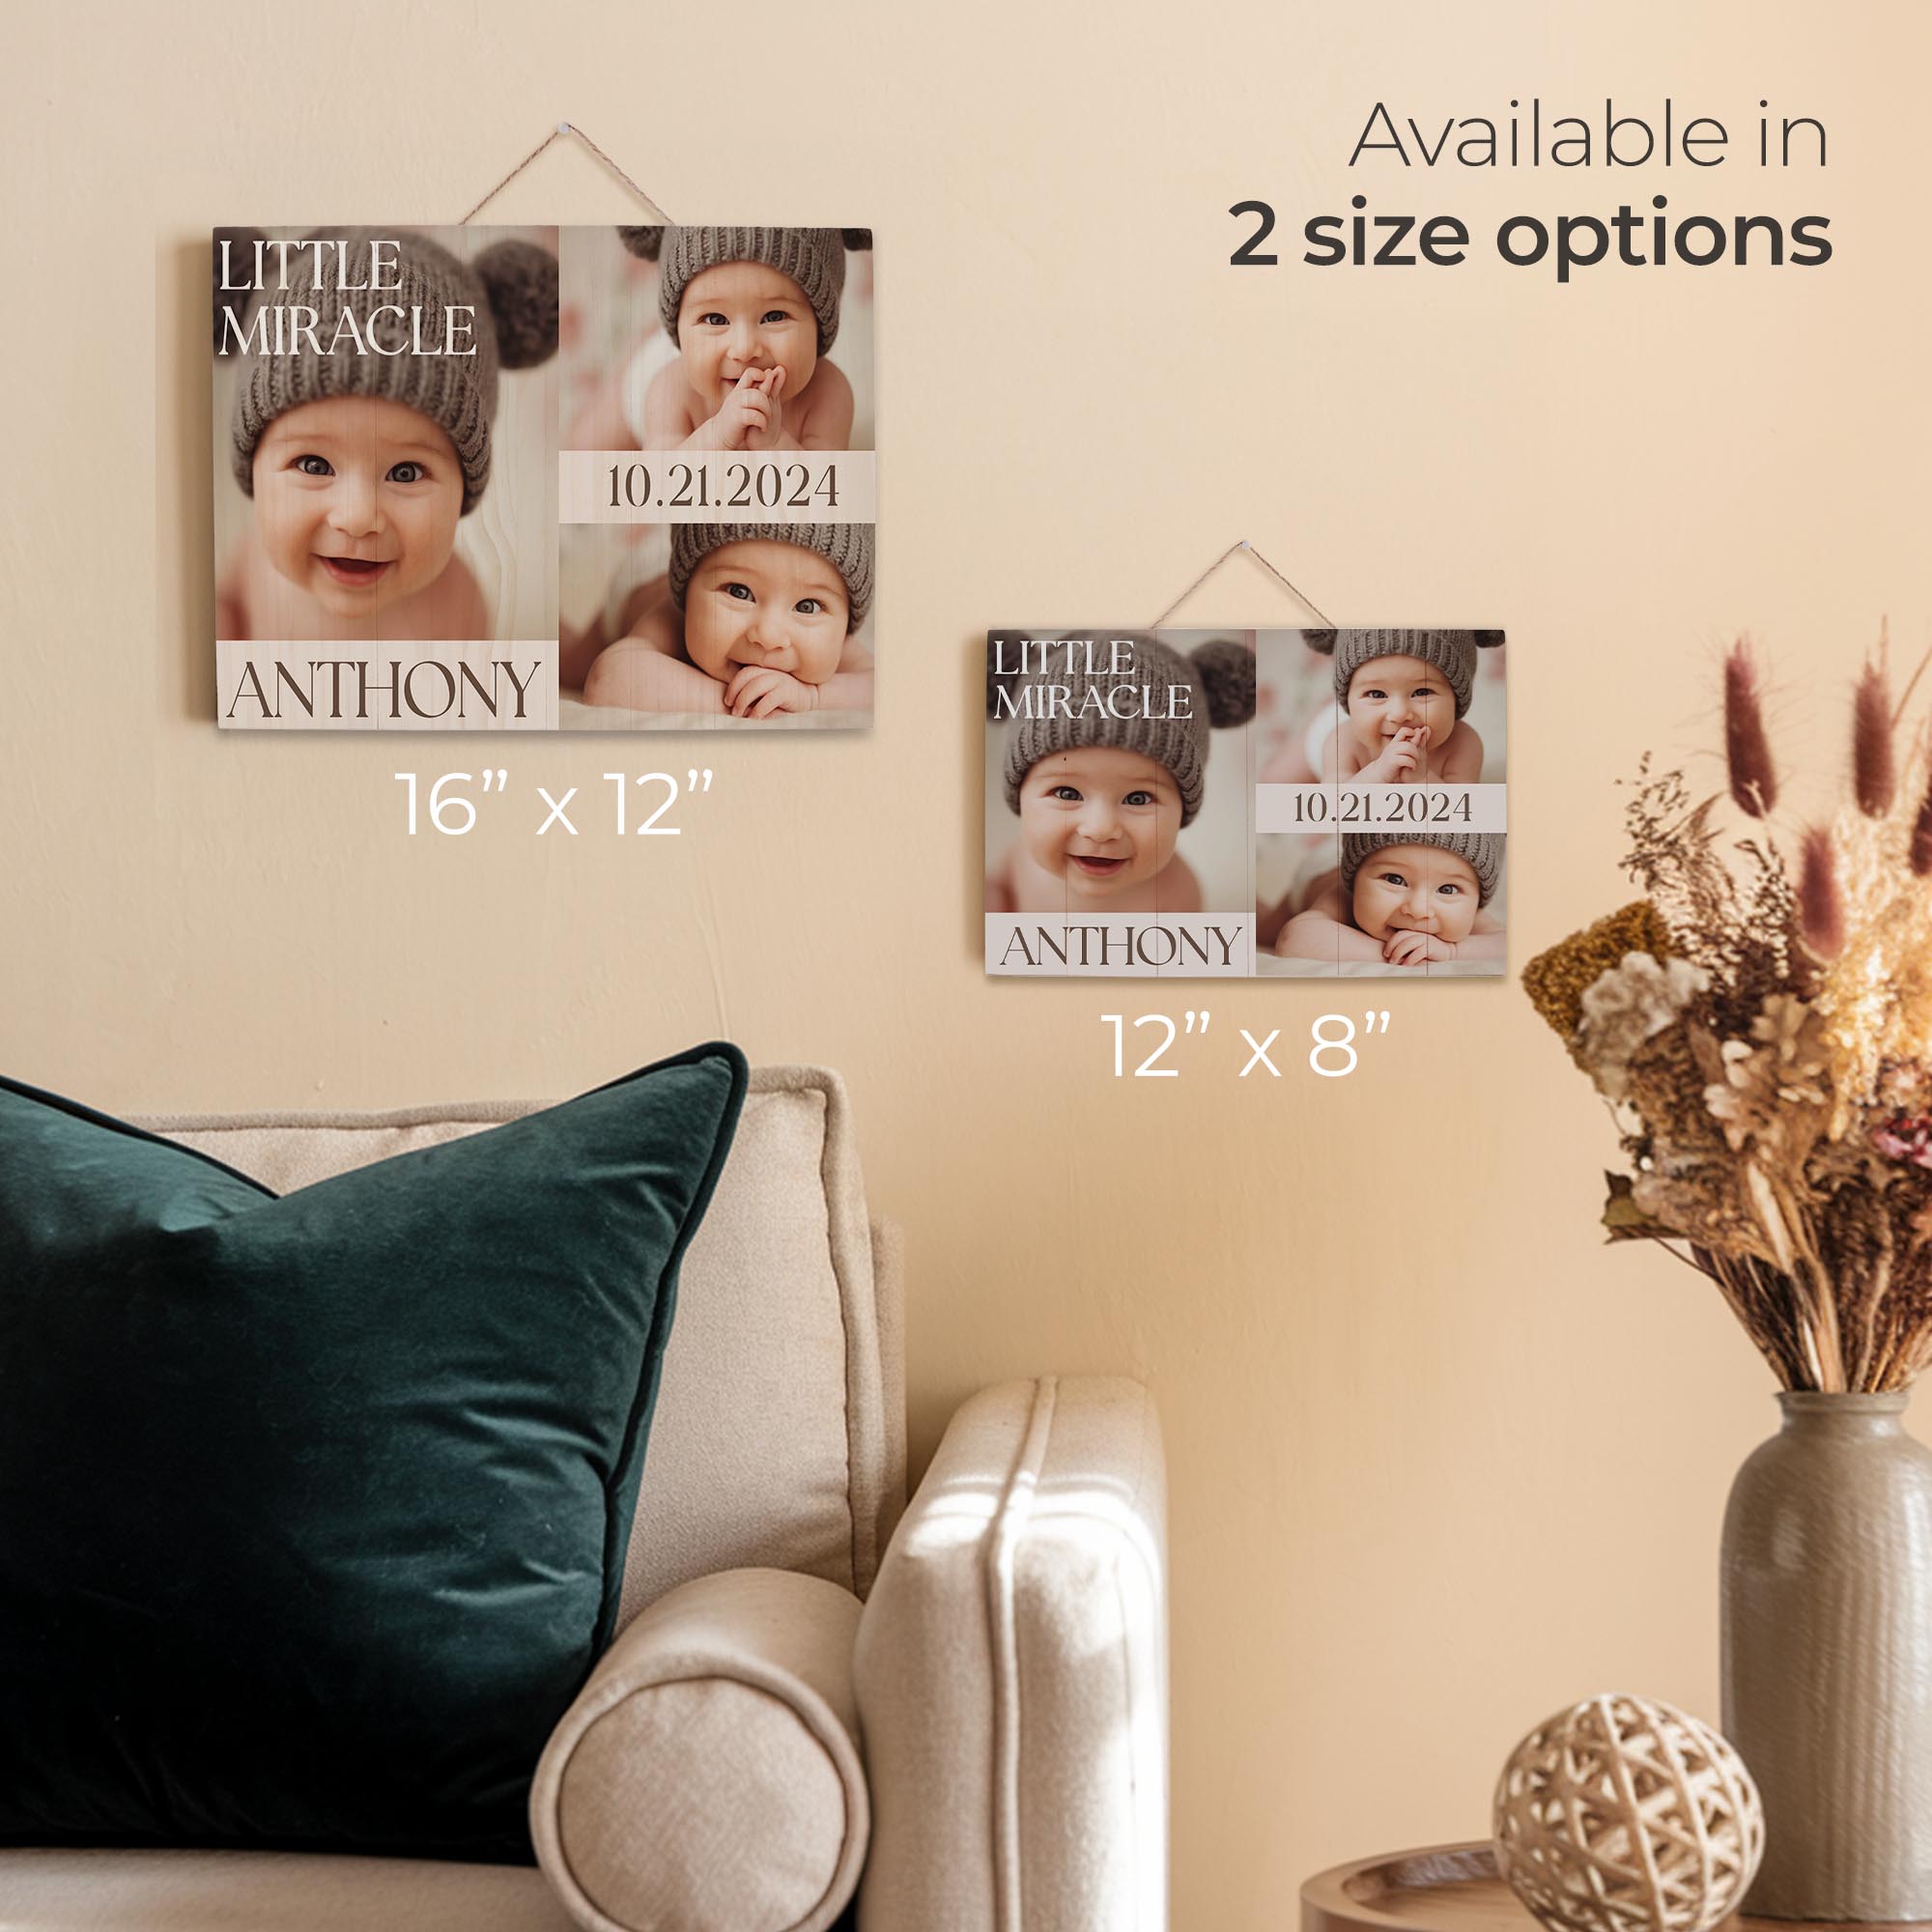 Available in
2 size options
LITTLE
MIRACLE
10.21.2024
ANTHONY
16” x 12”
LITTLE
MIRACLE
10.21.2024
ANTHONY
12” x 8”